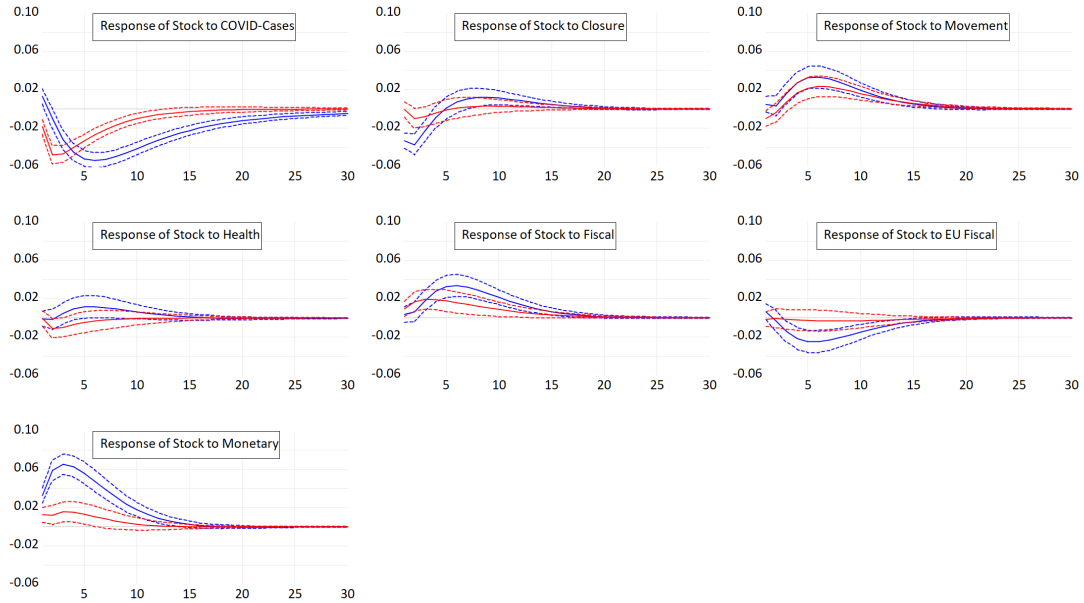 0.10
Response of Stock to COVID-Cases
0.06
0.02
-0.02
-0.06
5 10 15 20 25 30
0.10
Response of Stock to Closure
0.06
0.02
-0.02
-0.06
5 10 15 20 25 30
0.10
Response of Stock to Movement
0.06
0.02
-0.02
-0.06
5 10 15 20 25 30
0.10
Response of Stock to Health
0.06
0.02
-0.02
-0.06
5 10 15 20 25 30
0.10
Response of Stock to Fiscal
0.06
0.02
-0.02
-0.06
5 10 15 20 25 30
0.10
Response of Stock to EU Fiscal
0.06
0.02
-0.02
-0.06
5 10 15 20 25 30
0.10
Response of Stock to Monetary
0.06
0.02
-0.02
-0.06
5 10 15 20 25 30